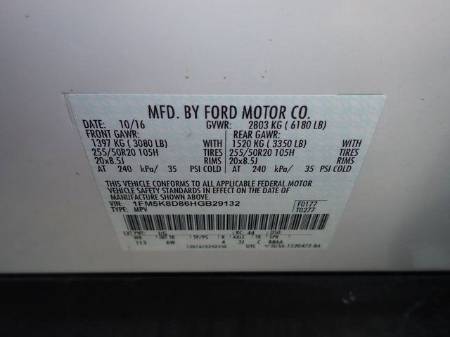 MFD. BY FORD MOTOR CO.
DATE: 10/16 GVWR: 2803 KG ( 6180 LB)
FRONT GAWR: REAR GAWR:
1397 KG ( 3080 LB) 1520 KG ( 3350 LB)
255/50R20 105H TIRES 255/50R20 105H TIRES
20x8.5J RIMS 20x8.5J RIMS
AT 240 kPa/ 35 PSI COLD AT 240 kPa/ 35 PSI COLD
THIS VEHICLE CONFORMS TO ALL APPLICABLE FEDERAL MOTOR
VEHICLE SAFETY STANDARDS IN EFFECT ON THE DATE OF
MANUFACTURE SHOWN ABOVE.
VIN: 1FM5K8D86HGB29132 F0177
TYPE: MPV T0277